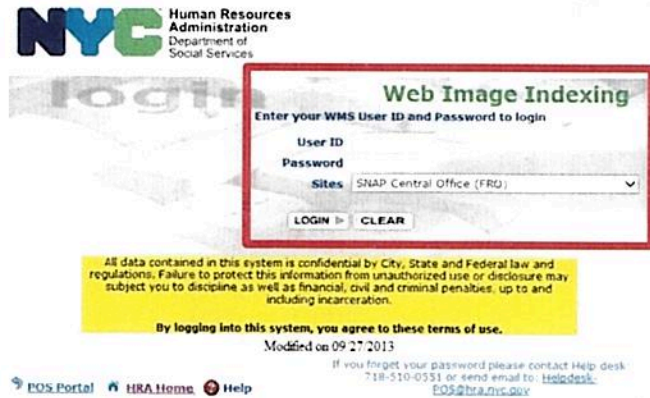 NYC
Human Resources
Administration
Department of
Social Services
login
Web Image Indexing
Enter your WMS User ID and Password to login
User ID
Password
Sites SNAP Central Office (FRO)
LOGIN CLEAR
All data contained in this system is confidential by City, State and Federal law and
regulations. Failure to protect this information from unauthorized use or disclosure may
subject you to discipline as well as financial, civil and criminal penalties, up to and
including incarceration.
By logging into this system, you agree to these terms of use.
Modified on 09/27/2013
If you forget your password please contact Help desk
718-510-0551 or send email to: Helpdesk-
POS@hra.nyc.gov
POS Portal HRA Home Help